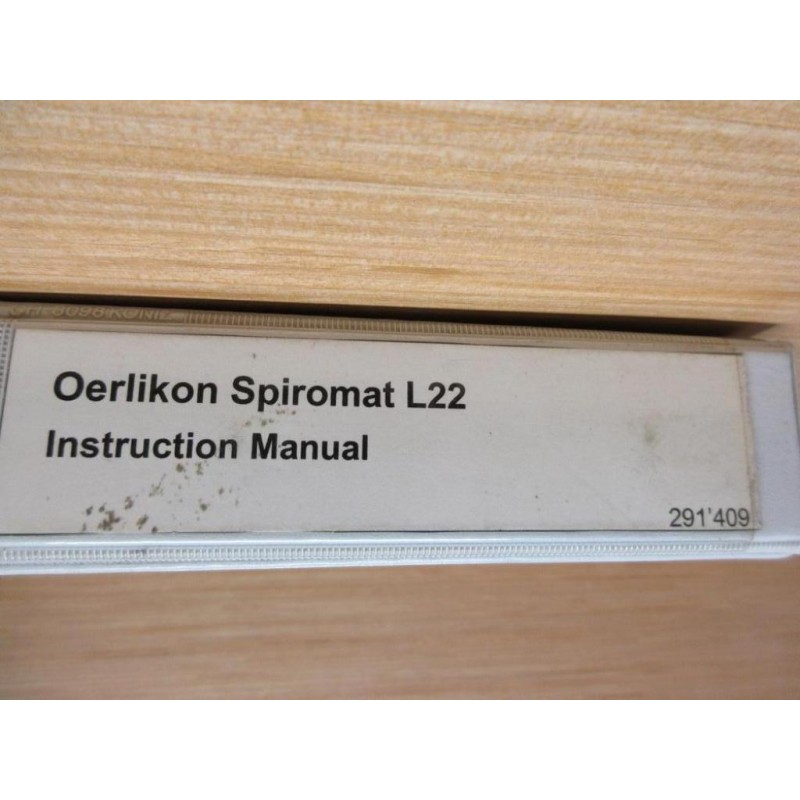 Oerlikon Spiromat L22
Instruction Manual
291'409